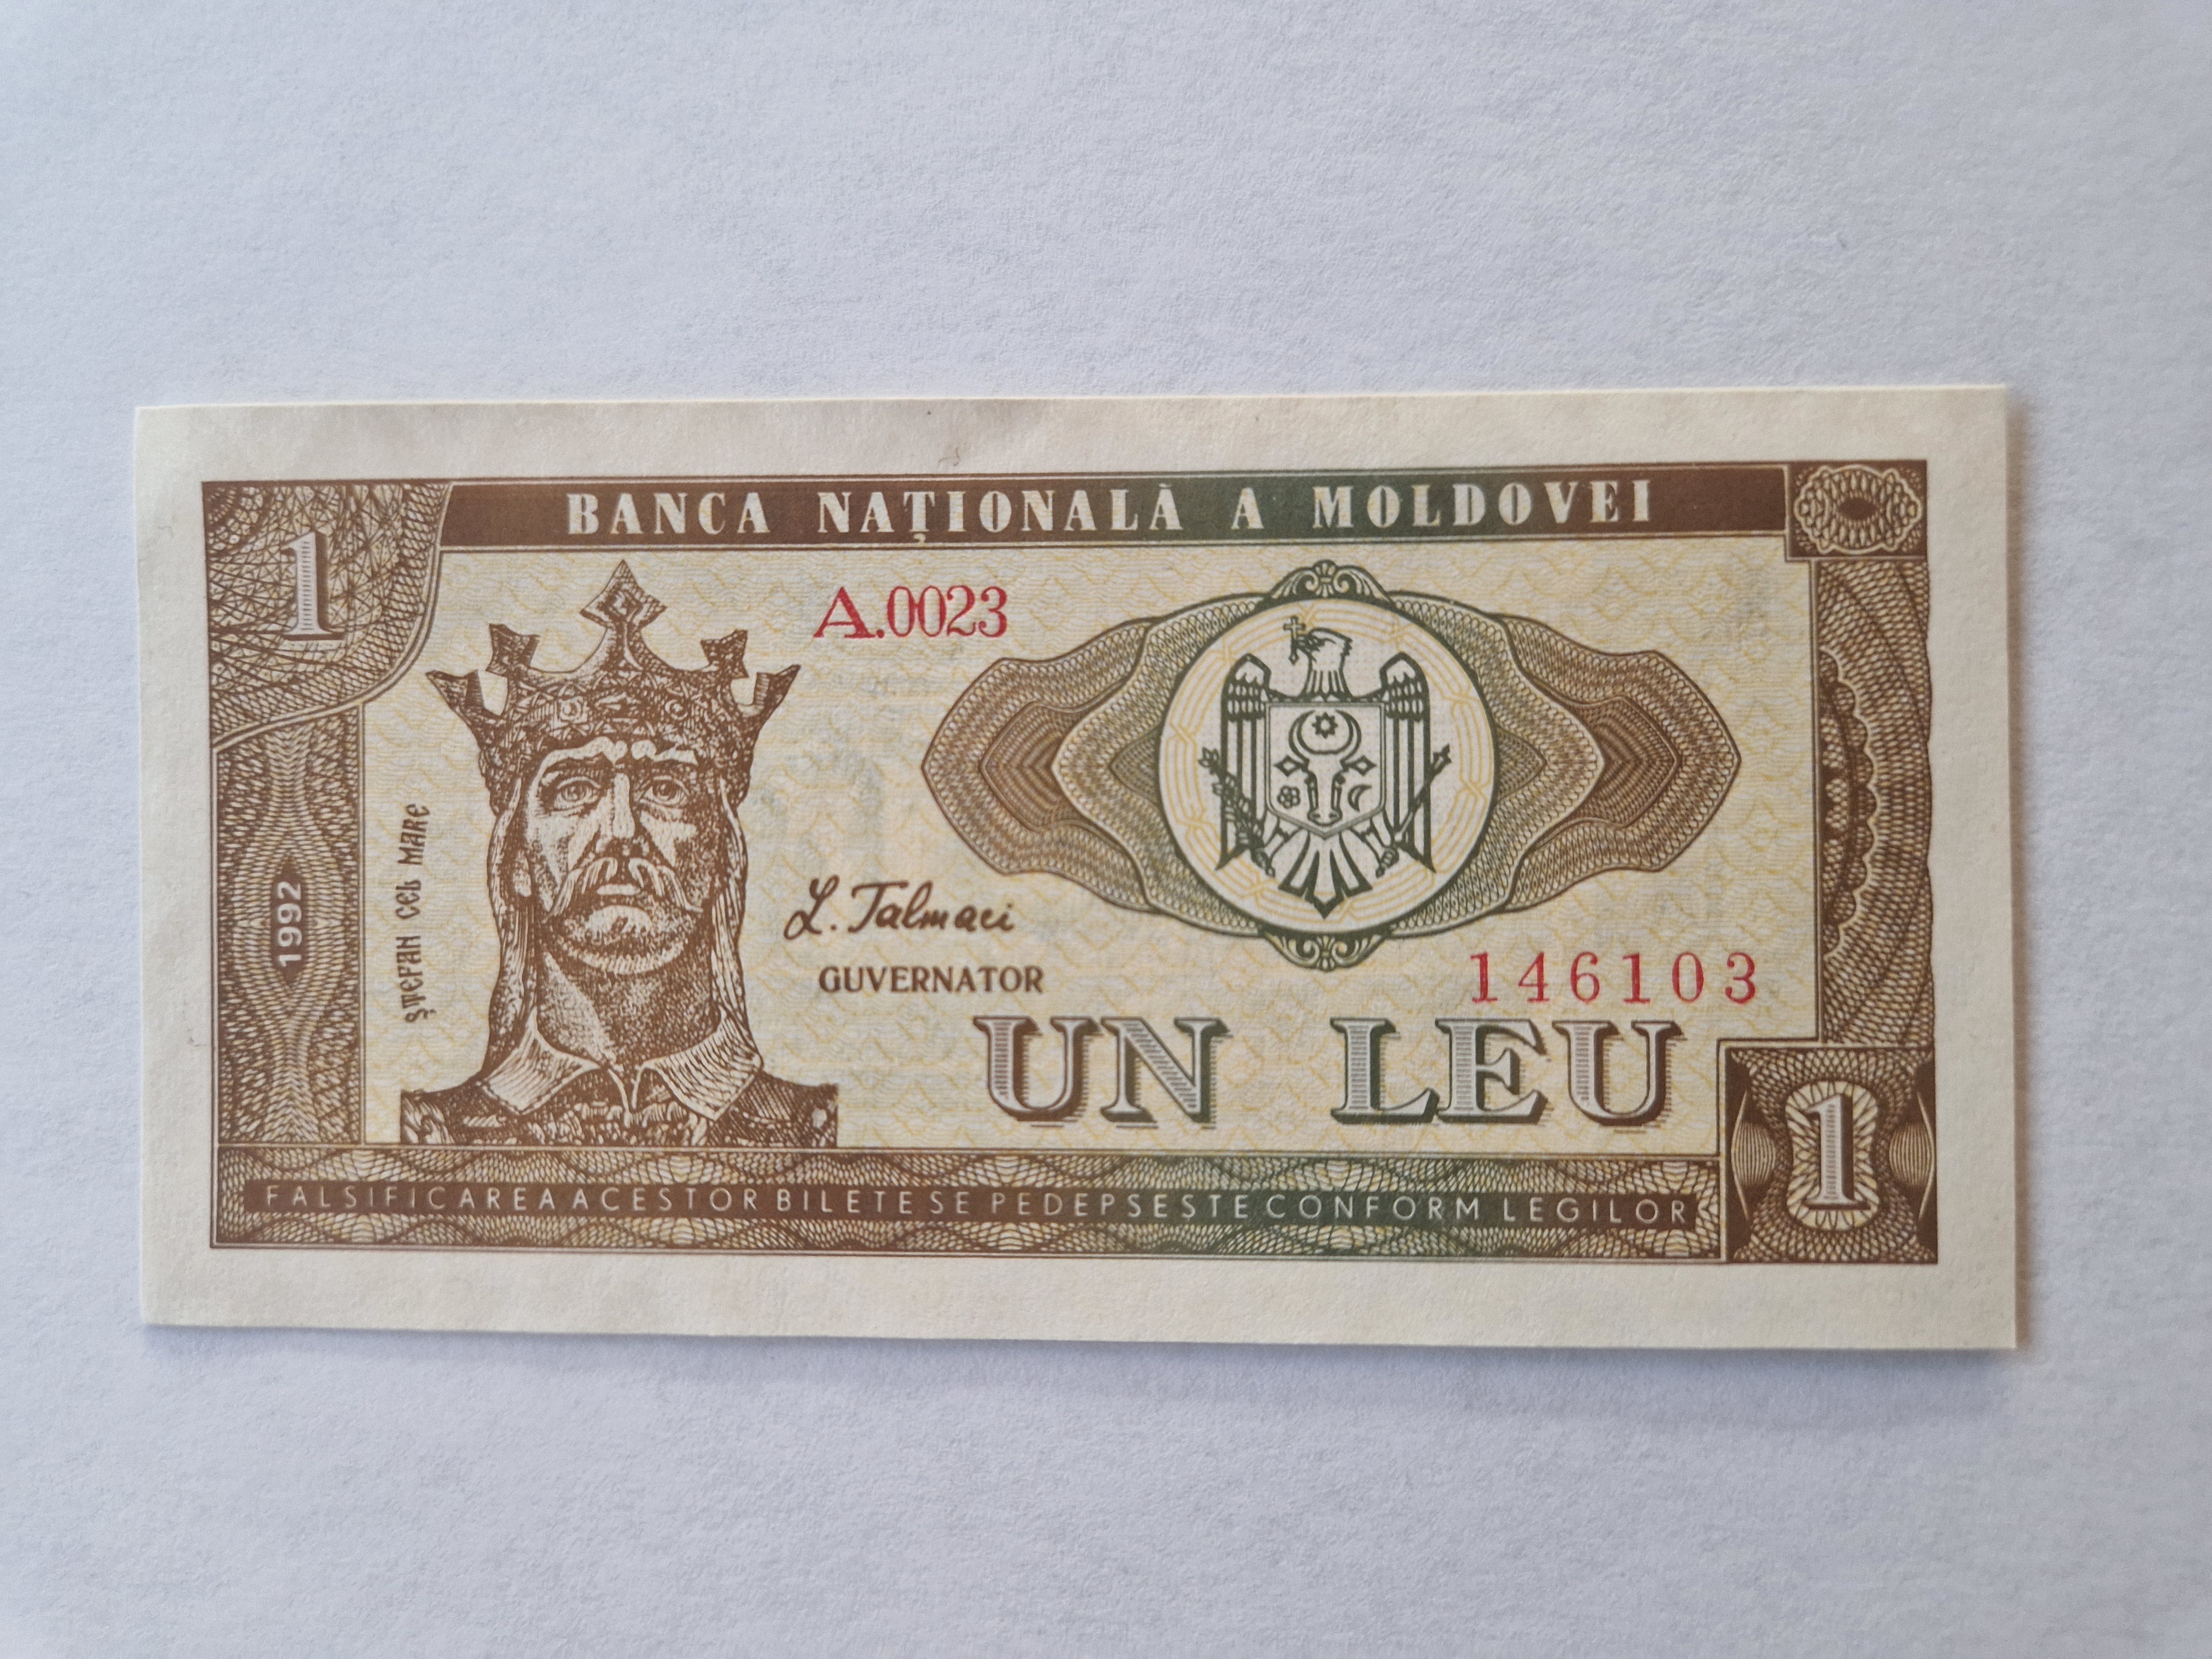 BANCA NAȚIONALĂ A MOLDOVEI
1
A.0023
ȘTEFAN CEL MARE
1992
L. Talmaci
GUVERNATOR
146103
UN LEU
1
FALSIFICAREA ACESTOR BILETE SE PEDEPSESTE CONFORM LEGILOR